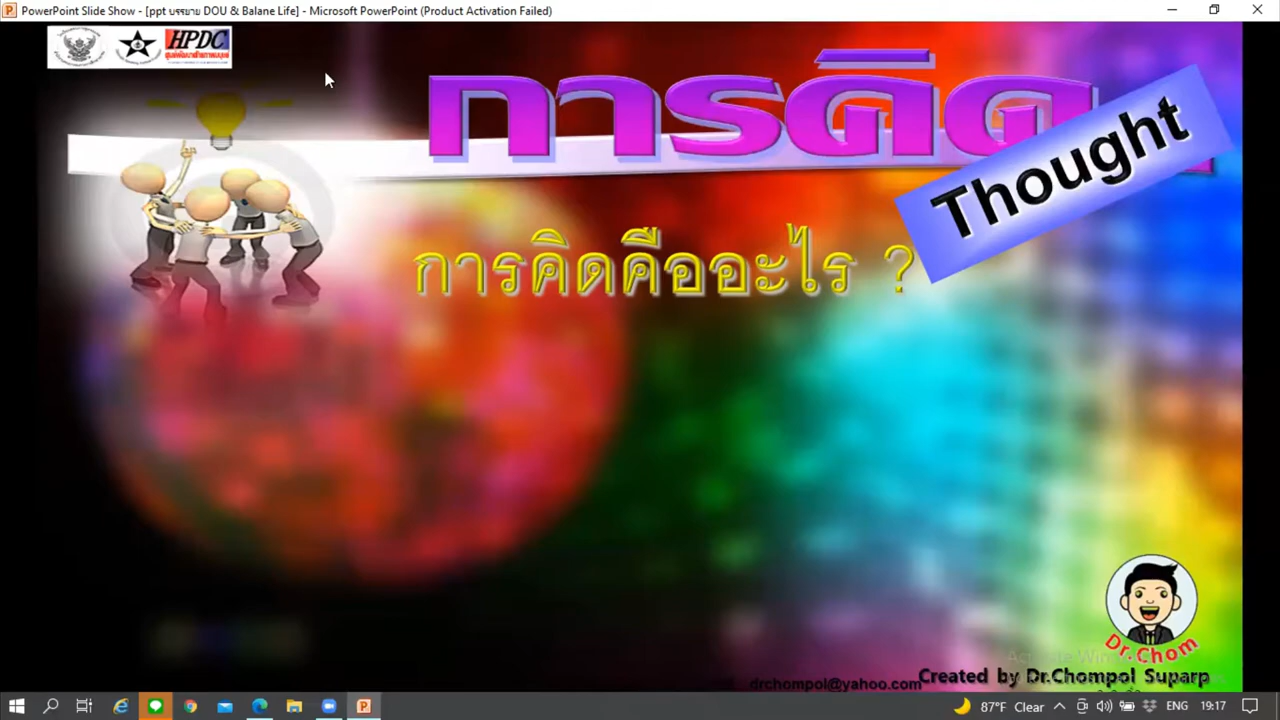 PowerPoint Slide Show - [ppt บรรยาย DOU & Balane Life] - Microsoft PowerPoint (Product Activation Failed)
HPDC
การคิด
Thought
การคิดคืออะไร ?
Dr.Chom
Created by Dr.Chompol Suparp
drchompol@yahoo.com
87°F Clear
ENG
19:17